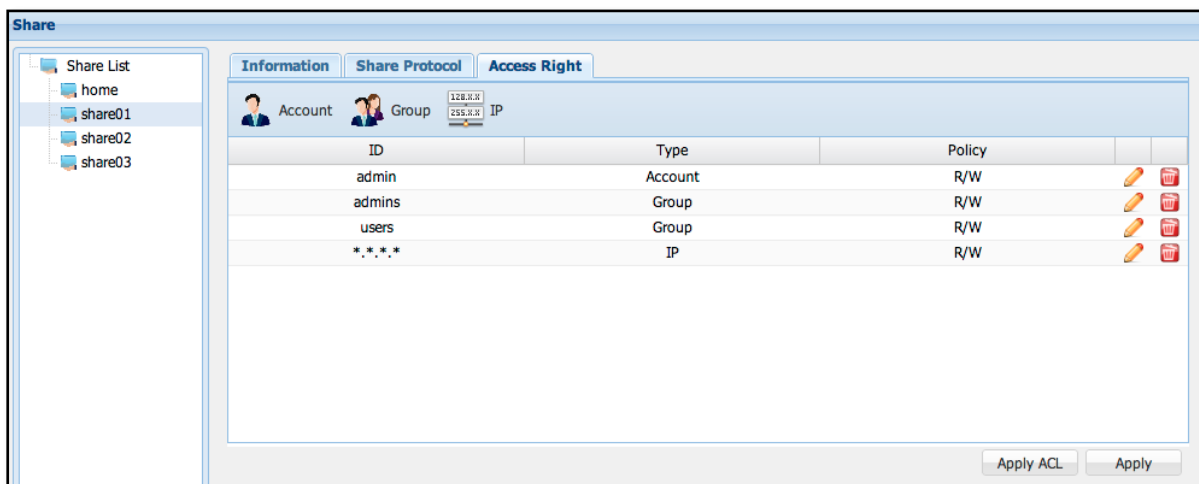 Share
Share List
home
share01
share02
share03
Information Share Protocol Access Right
Account Group 128.X.X 255.X.X IP
ID Type Policy
admin Account R/W
admins Group R/W
users Group R/W
*.*.*.* IP R/W
Apply ACL Apply